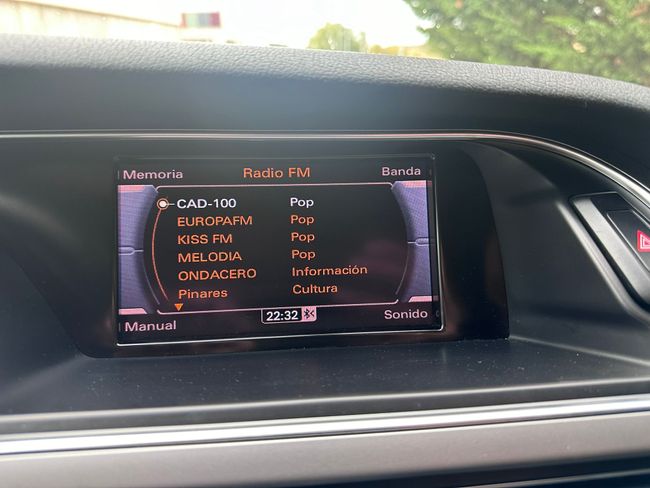 Memoria Radio FM Banda
CAD-100 Pop
EUROPAFM Pop
KISS FM Pop
MELODIA Pop
ONDACERO Información
Pinares Cultura
Manual 22:32 Sonido